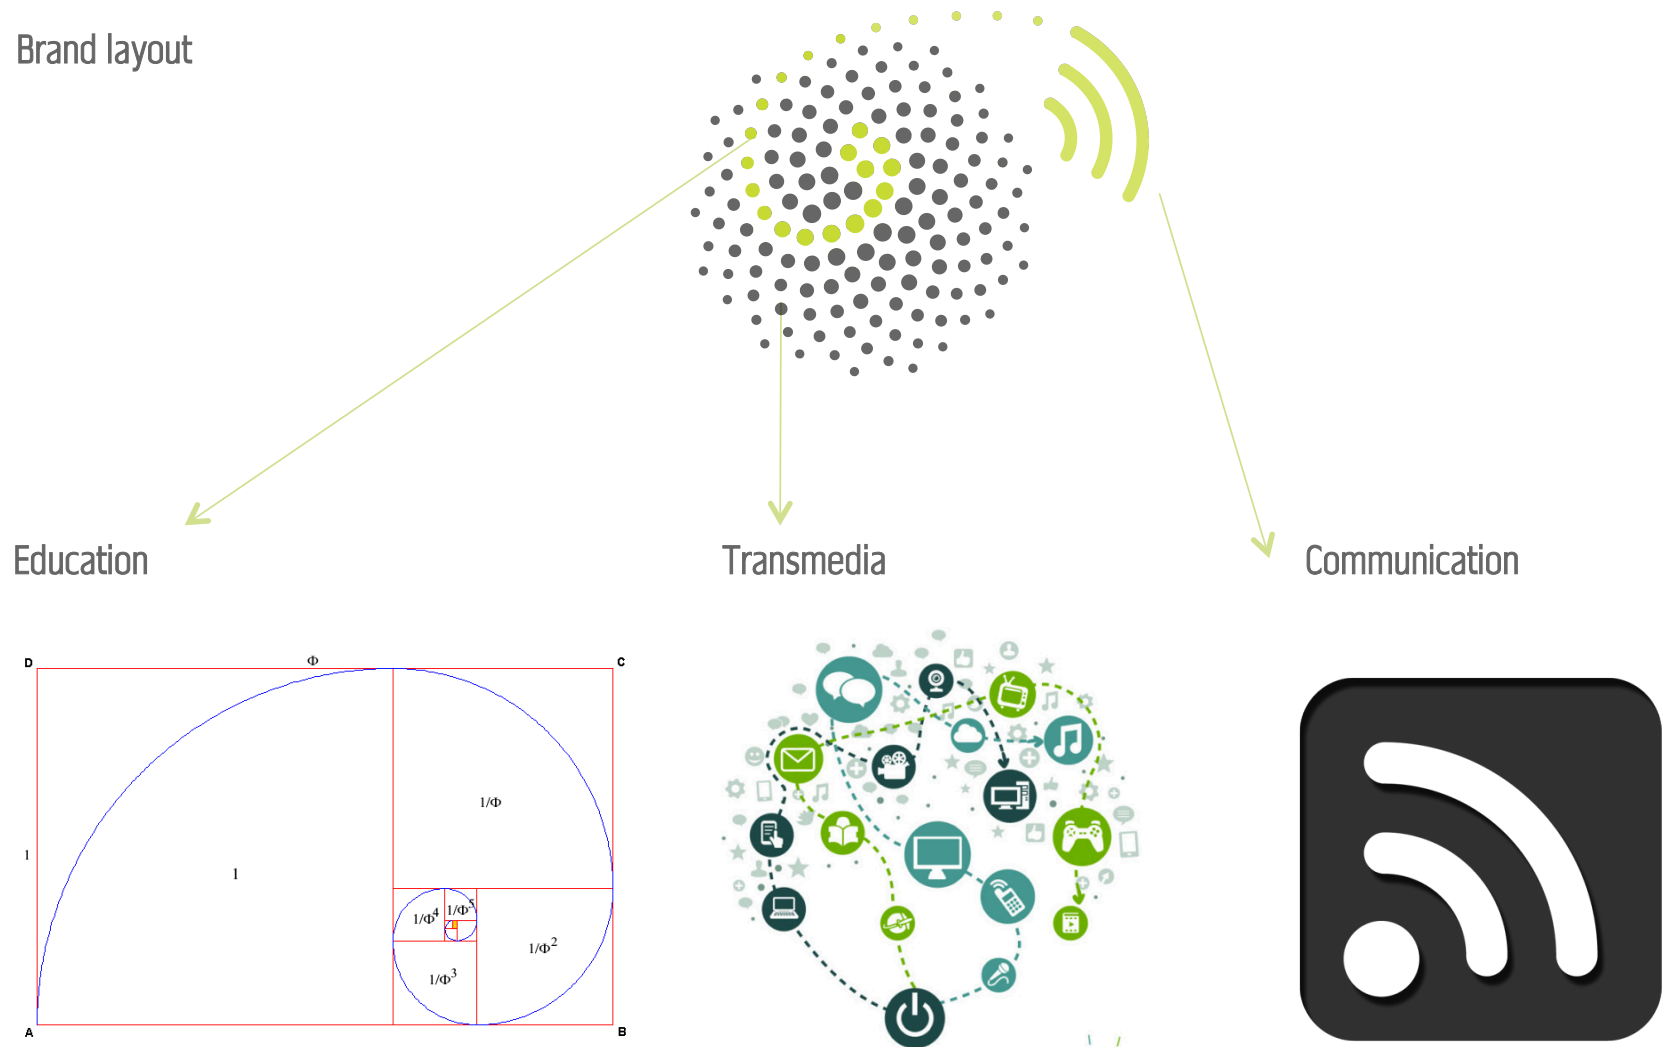 Brand layout
Education
Transmedia
Communication
D
Φ
C
1/Φ
1
1
1/Φ⁴
1/Φ⁵
1/Φ²
1/Φ³
A
B